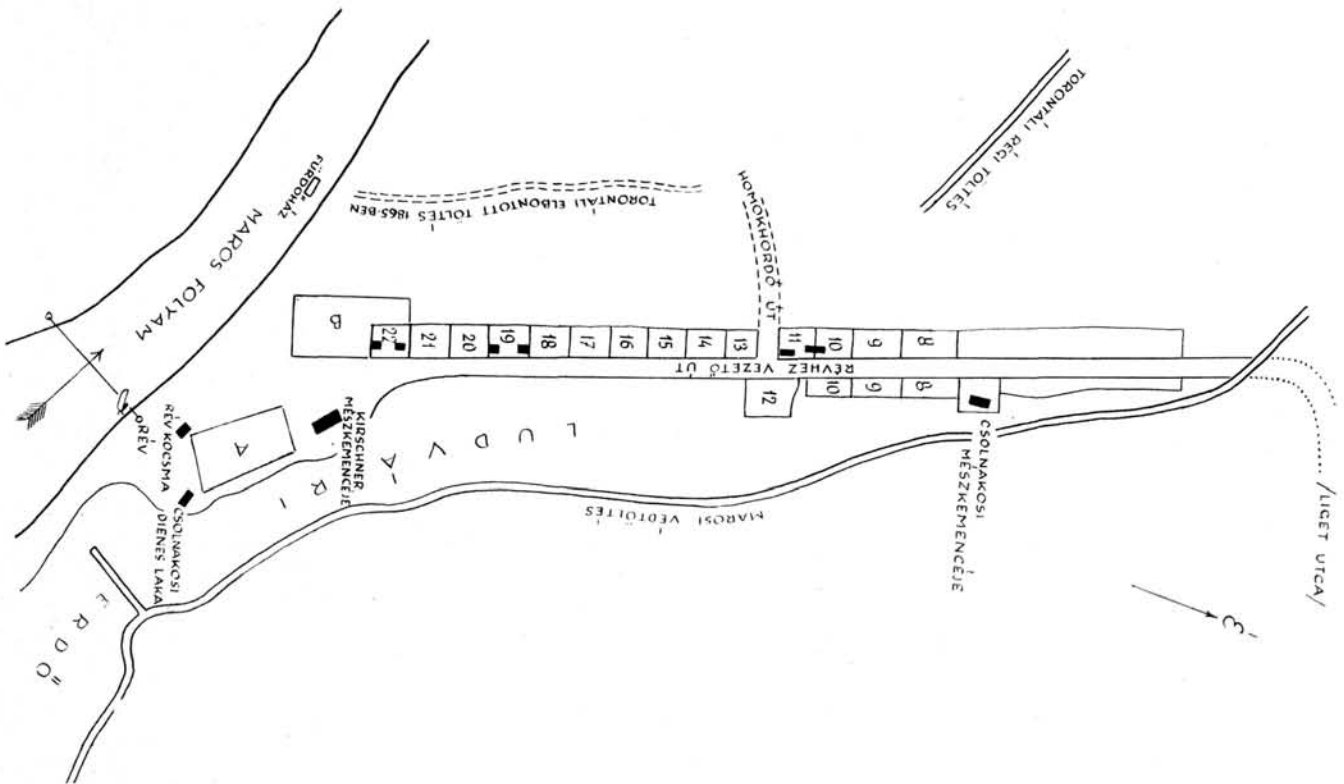 TORONTÁLI RÉGI TÖLTÉS
FÜRDŐHÁZ
MAROS FOLYAM
TORONTÁLI ELBONTOTT TÖLTÉS 1865-BEN
HOMOKHORDÓ ÚT
B
22
21
20
19
18
17
16
15
14
13
11
10
9
8
RÉVHEZ VEZETŐ ÚT
12
10
9
8
RÉV
RÉV KOCSMA
A
KIRSCHNER
MÉSZKEMENCÉJE
LUDVÁRI
CSOLNAKOSI
DIENES LAKA
CSOLNAKOSI
MÉSZKEMENCÉJE
MAROSI VÉDTÖLTÉS
/LIGET UTCA/
ERDŐ